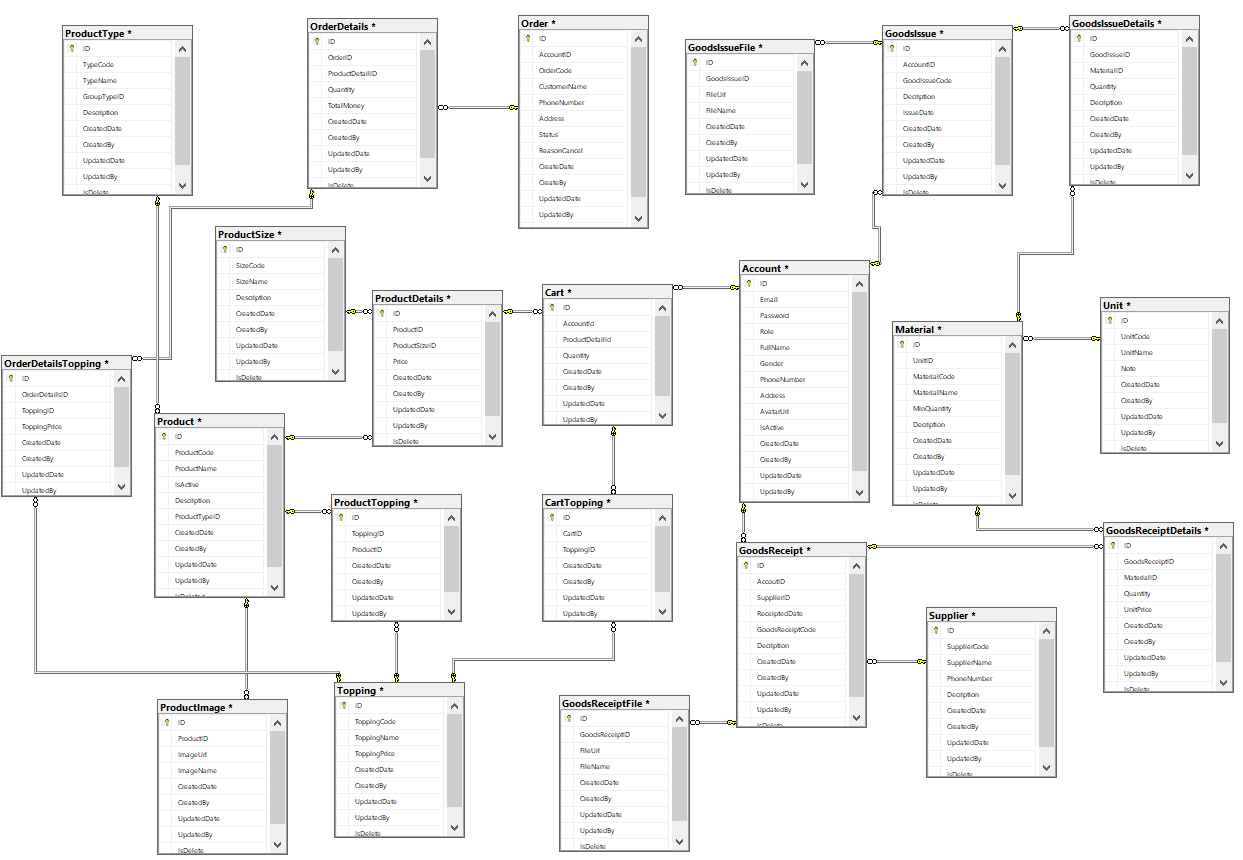 ProductType *
ID
TypeCode
TypeName
GroupTypeID
Description
CreatedDate
CreatedBy
UpdatedDate
UpdatedBy
IsDelete
OrderDetails *
ID
OrderID
ProductDetailID
Quantity
TotalMoney
CreatedDate
CreatedBy
UpdatedDate
UpdatedBy
IsDelete
Order *
ID
AccountID
OrderCode
CustomerName
PhoneNumber
Address
Status
ReasonCancel
CreateDate
CreateBy
UpdatedDate
UpdatedBy
GoodsIssueFile *
ID
GoodsIssueID
FileUrl
FileName
CreatedDate
CreatedBy
UpdatedDate
UpdatedBy
IsDelete
GoodsIssue *
ID
AccountID
GoodIssueCode
Decription
IssueDate
CreatedDate
CreatedBy
UpdatedDate
UpdatedBy
IsDelete
GoodsIssueDetails *
ID
GoodIssueID
MaterialID
Quantity
Decription
CreatedDate
CreatedBy
UpdatedDate
UpdatedBy
IsDelete
ProductSize *
ID
SizeCode
SizeName
Description
CreatedDate
CreatedBy
UpdatedDate
UpdatedBy
IsDelete
ProductDetails *
ID
ProductID
ProductSizeID
Price
CreatedDate
CreatedBy
UpdatedDate
UpdatedBy
IsDelete
Cart *
ID
AccountId
ProductDetailId
Quantity
CreatedDate
CreatedBy
UpdatedDate
UpdatedBy
Account *
ID
Email
Password
Role
FullName
Gender
PhoneNumber
Address
AvatarUrl
IsActive
CreatedDate
CreatedBy
UpdatedDate
UpdatedBy
Material *
ID
UnitID
MaterialCode
MaterialName
MinQuantity
Decription
CreatedDate
CreatedBy
UpdatedDate
UpdatedBy
IsDelete
Unit *
ID
UnitCode
UnitName
Note
CreatedDate
CreatedBy
UpdatedDate
UpdatedBy
IsDelete
OrderDetailsTopping *
ID
OrderDetailsID
ToppingID
ToppingPrice
CreatedDate
CreatedBy
UpdatedDate
UpdatedBy
Product *
ID
ProductCode
ProductName
IsActive
Description
ProductTypeID
CreatedDate
CreatedBy
UpdatedDate
UpdatedBy
IsDeleted
ProductTopping *
ID
ToppingID
ProductID
CreatedDate
CreatedBy
UpdatedDate
UpdatedBy
CartTopping *
ID
CartID
ToppingID
CreatedDate
CreatedBy
UpdatedDate
UpdatedBy
GoodsReceipt *
ID
AccoutID
SupplierID
ReceiptedDate
GoodsReceiptCode
Decription
CreatedDate
CreatedBy
UpdatedDate
UpdatedBy
IsDelete
GoodsReceiptDetails *
ID
GoodsReceiptID
MaterialID
Quantity
UnitPrice
CreatedDate
CreatedBy
UpdatedDate
UpdatedBy
IsDelete
Supplier *
ID
SupplierCode
SupplierName
PhoneNumber
Decription
CreatedDate
CreatedBy
UpdatedDate
UpdatedBy
IsDelete
ProductImage *
ID
ProductID
ImageUrl
ImageName
CreatedDate
CreatedBy
UpdatedDate
UpdatedBy
IsDelete
Topping *
ID
ToppingCode
ToppingName
ToppingPrice
CreatedDate
CreatedBy
UpdatedDate
UpdatedBy
IsDelete
GoodsReceiptFile *
ID
GoodsReceiptID
FileUrl
FileName
CreatedDate
CreatedBy
UpdatedDate
UpdatedBy
IsDelete